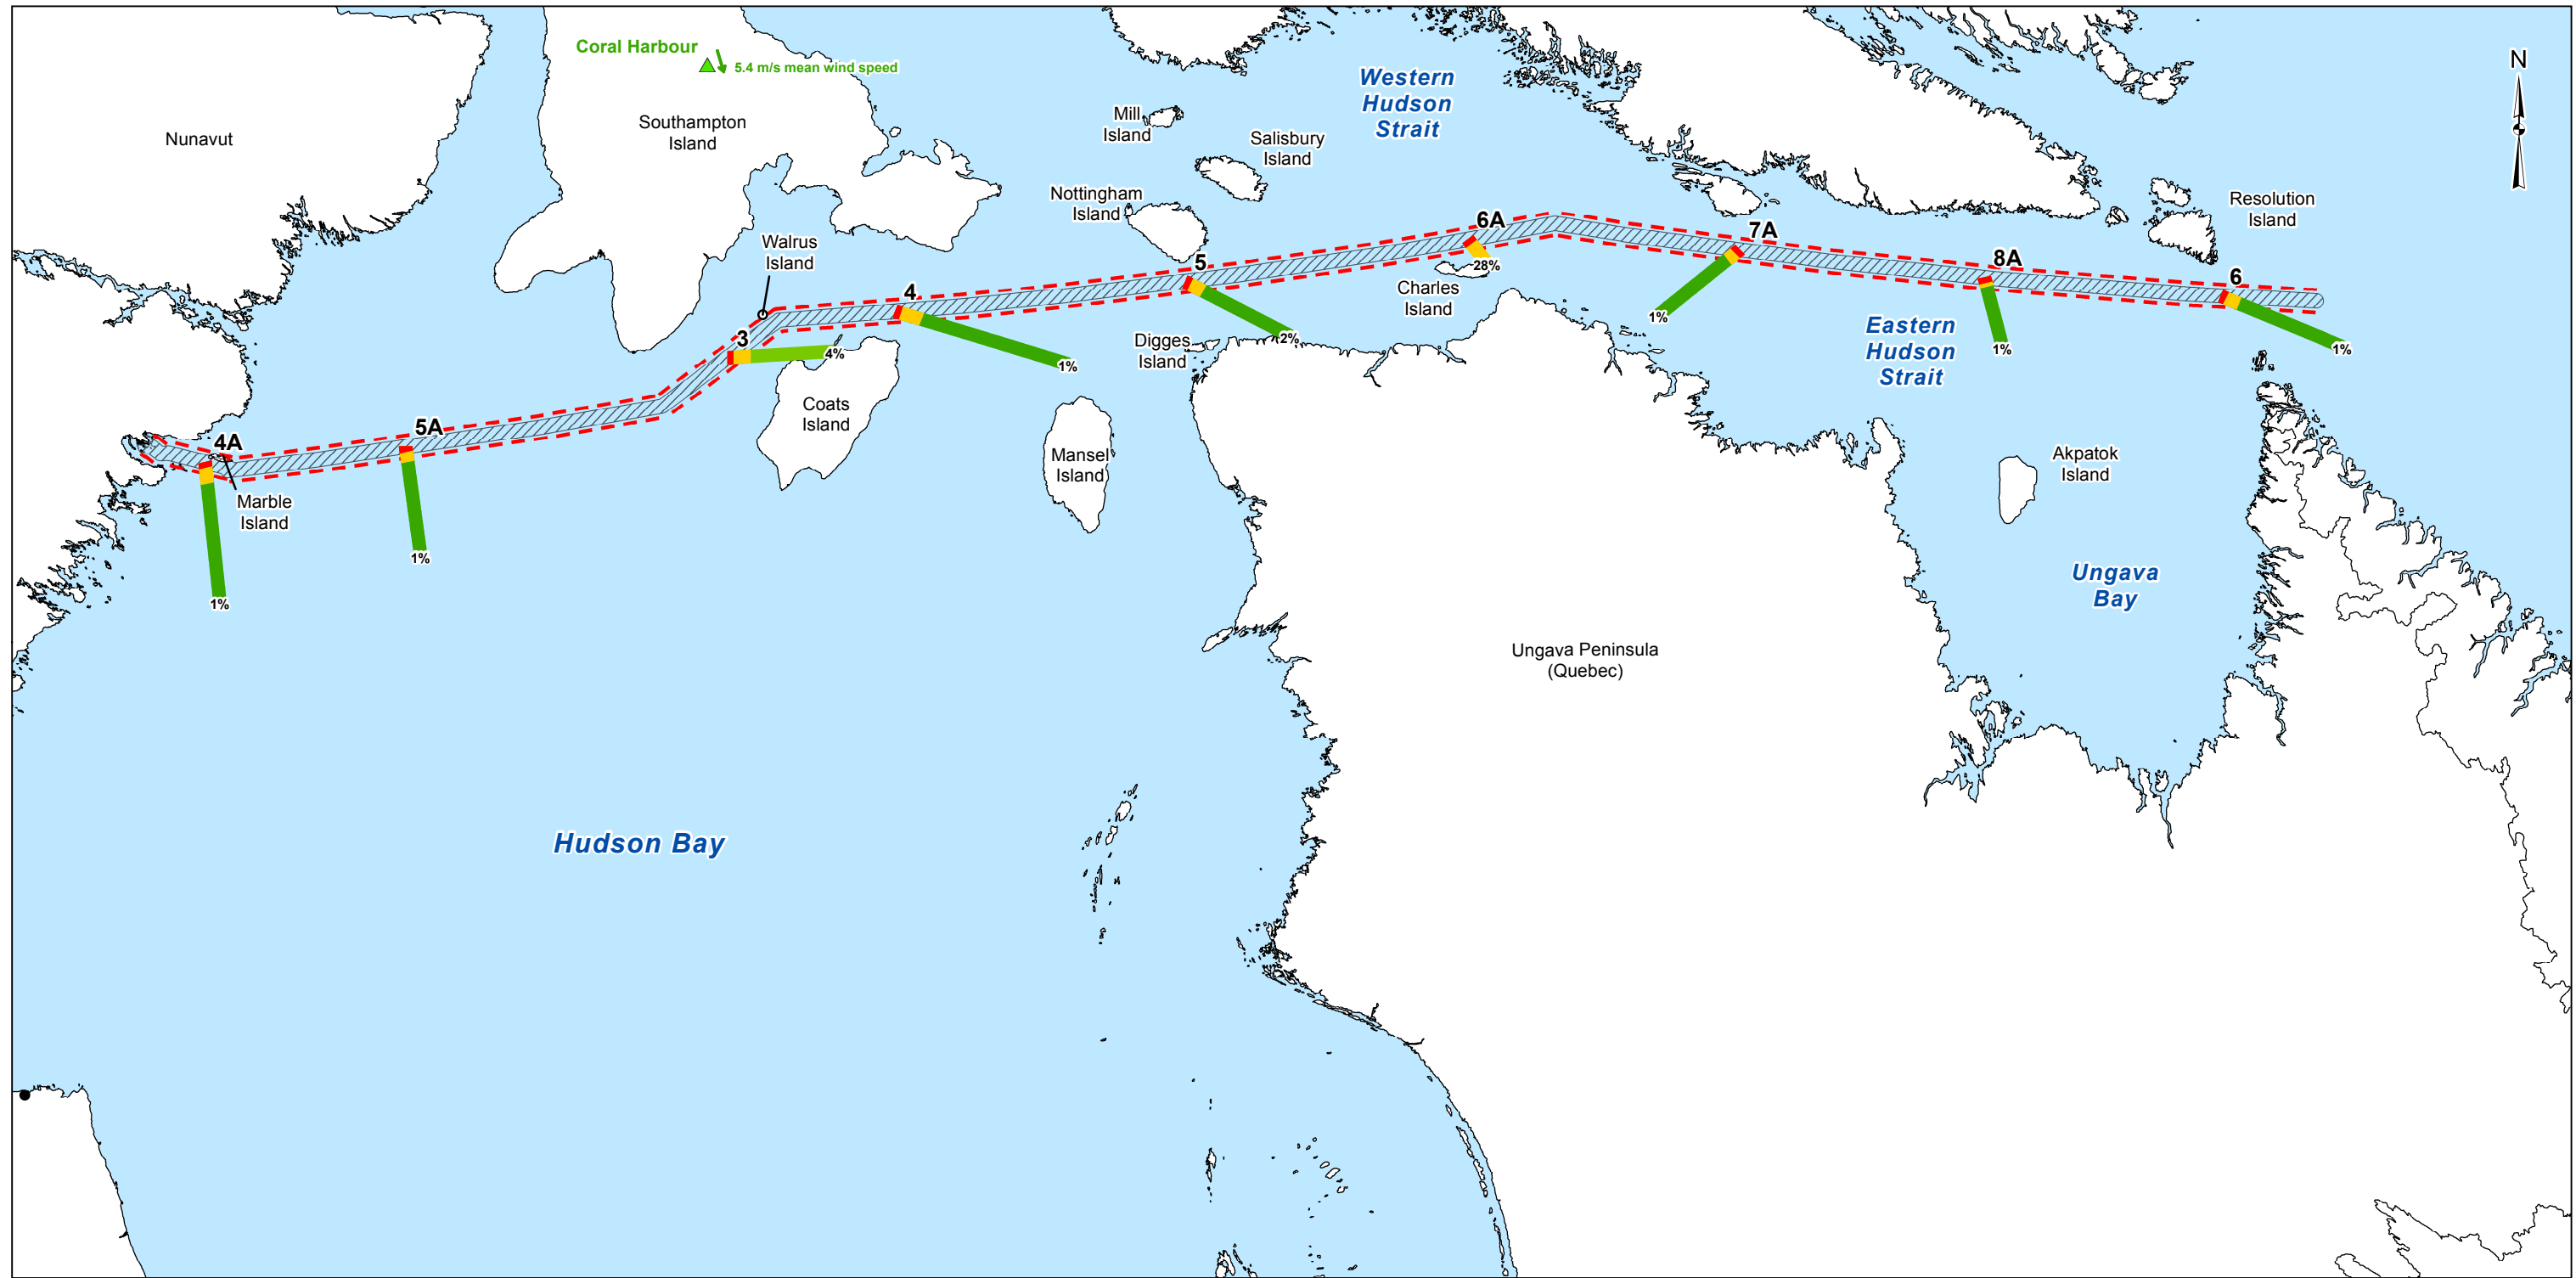 Coral Harbour
5.4 m/s mean wind speed
N
Western
Hudson
Strait
Mill
Island
Nunavut
Southampton
Island
Salisbury
Island
Nottingham
Island
Resolution
Island
Walrus
Island
6A
7A
5
8A
6
28%
4
Charles
Island
1%
Eastern
Hudson
Strait
3
2%
Digges
Island
4%
1%
1%
1%
Coats
Island
5A
4A
Mansel
Island
Akpatok
Island
Marble
Island
1%
1%
Ungava
Bay
Ungava Peninsula
(Quebec)
Hudson Bay